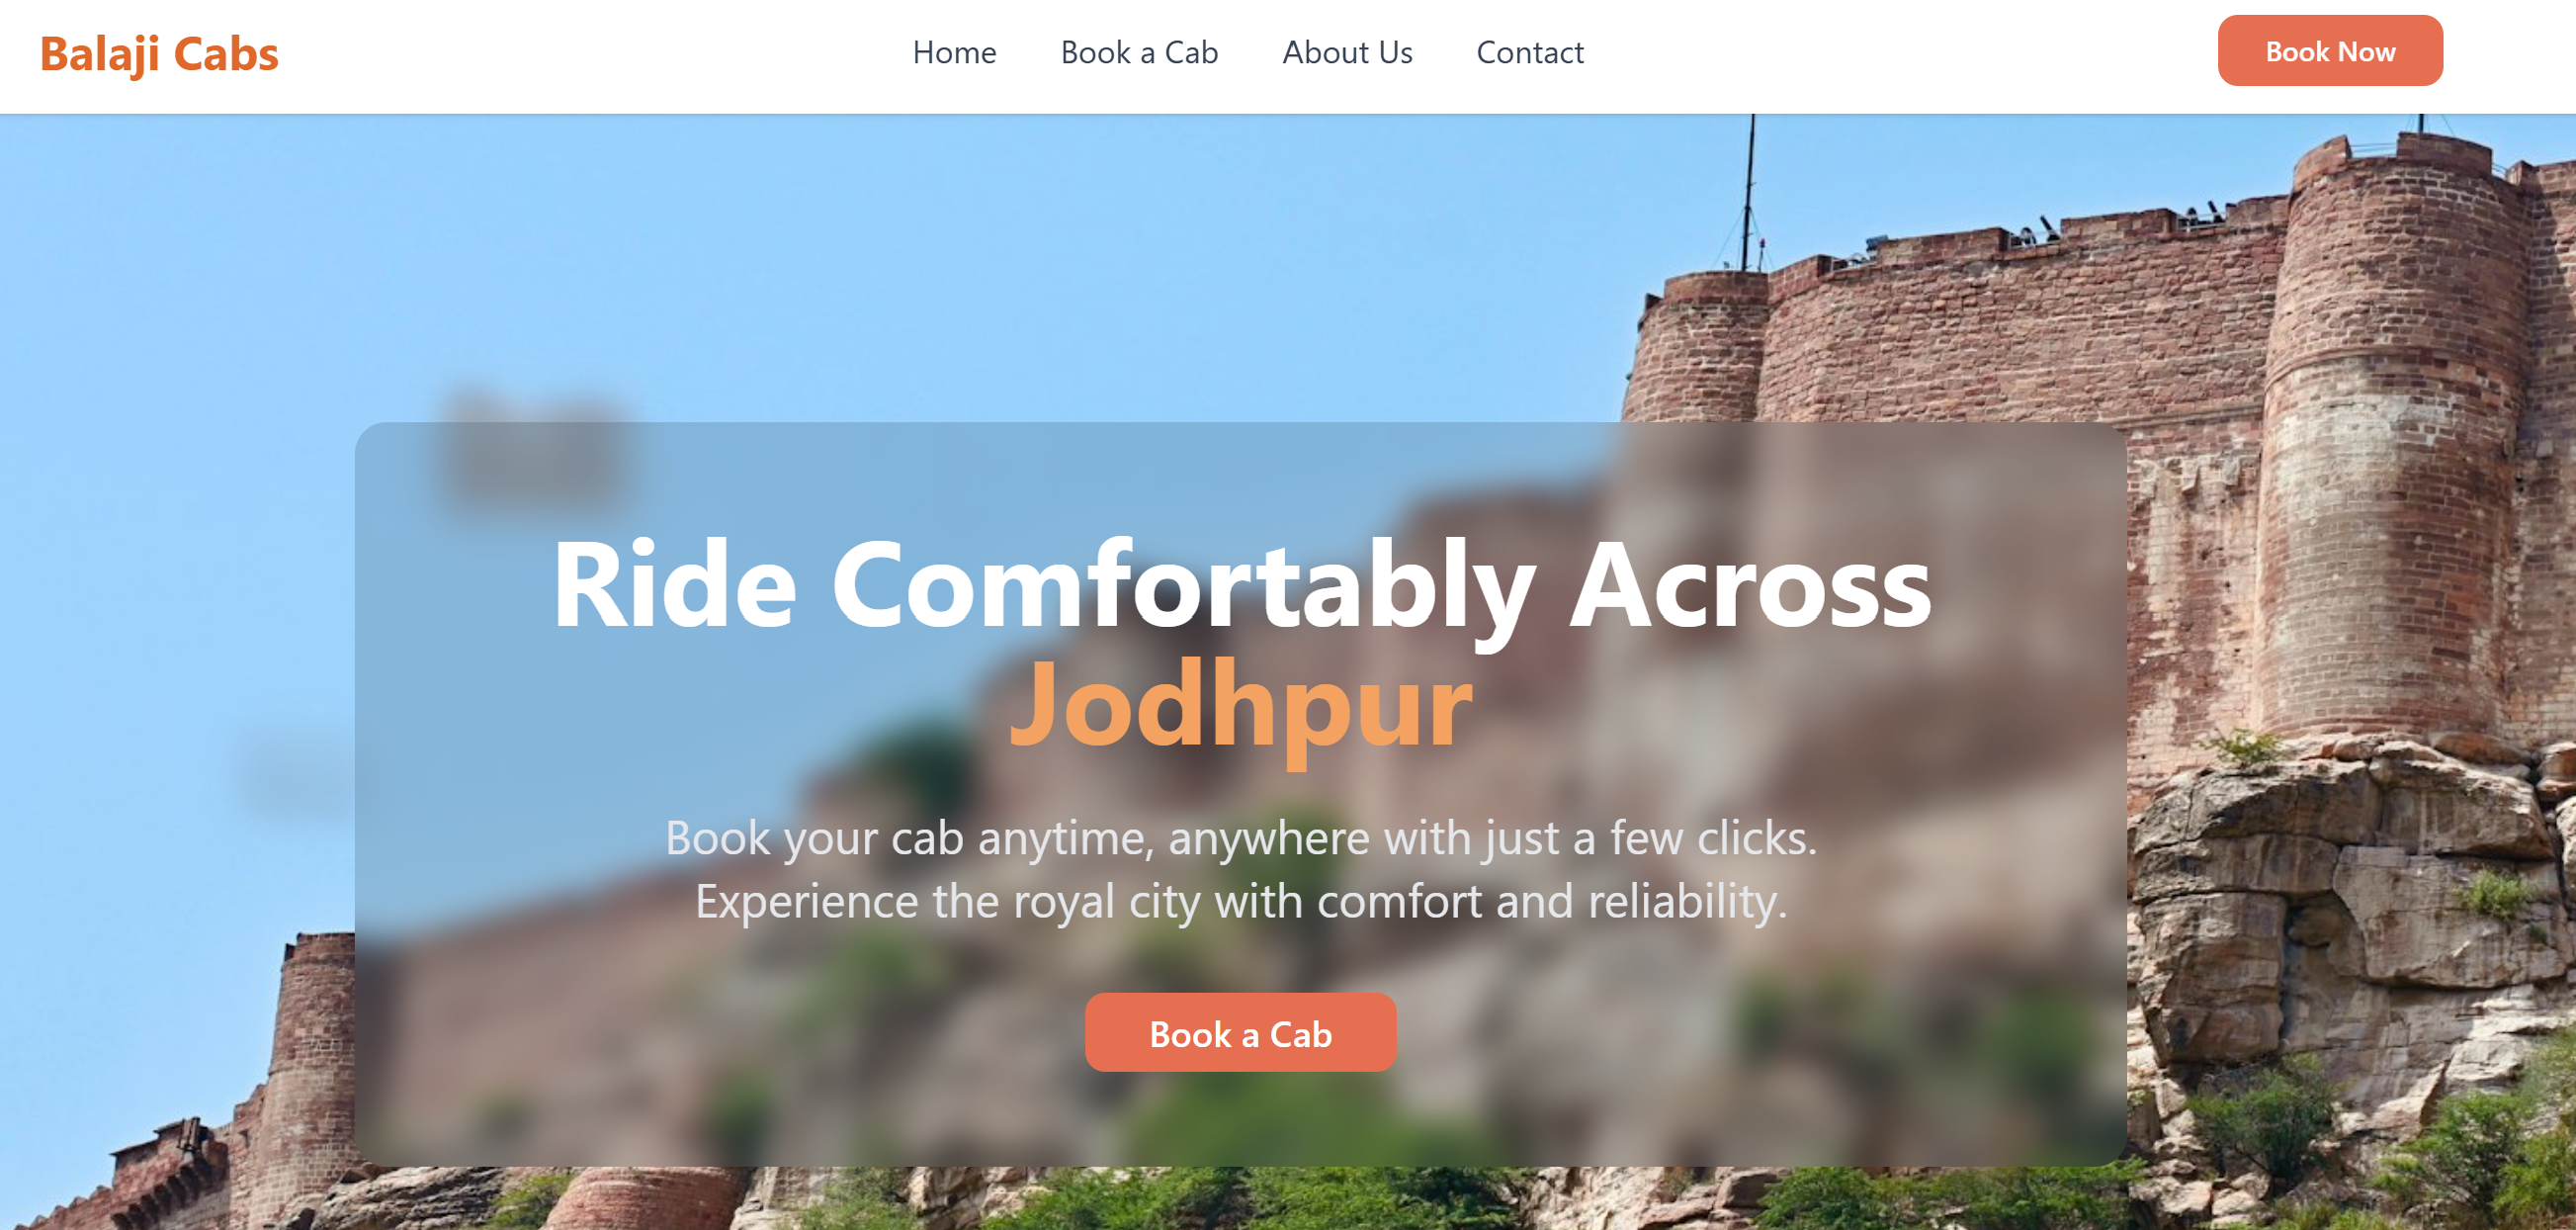 Balaji Cabs
Home
Book a Cab
About Us
Contact
Book Now
Ride Comfortably Across
Jodhpur
Book your cab anytime, anywhere with just a few clicks.
Experience the royal city with comfort and reliability.
Book a Cab